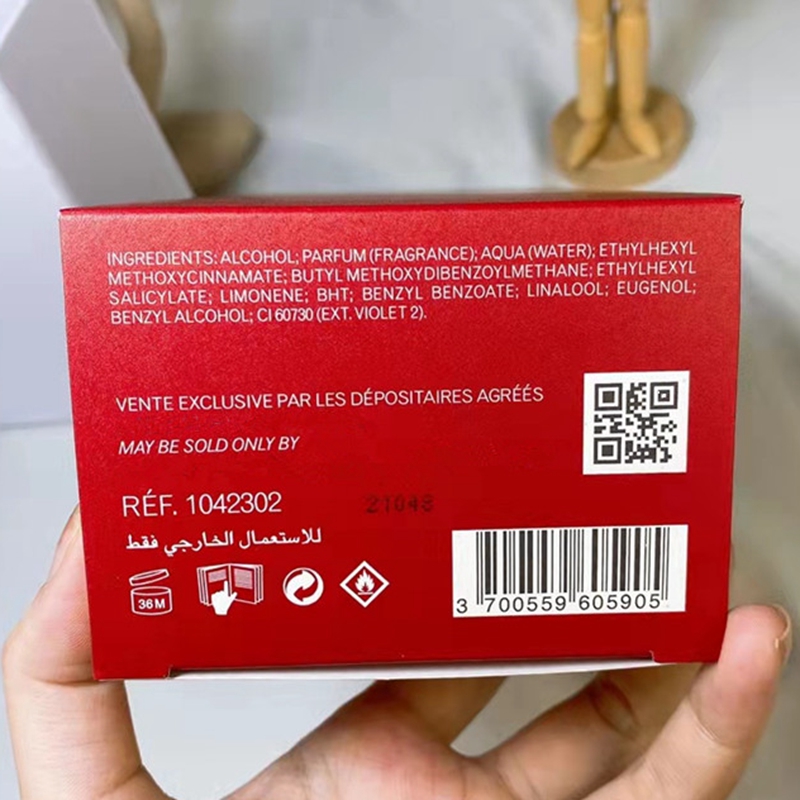 INGREDIENTS: ALCOHOL; PARFUM (FRAGRANCE); AQUA (WATER); ETHYLHEXYL
METHOXYCINNAMATE; BUTYL METHOXYDIBENZOYLMETHANE; ETHYLHEXYL
SALICYLATE; LIMONENE; BHT; BENZYL BENZOATE; LINALOOL; EUGENOL;
BENZYL ALCOHOL; CI 60730 (EXT. VIOLET 2).
VENTE EXCLUSIVE PAR LES DÉPOSITAIRES AGRÉÉS
MAY BE SOLD ONLY BY
RÉF. 1042302
21048
للاستعمال الخارجي فقط
36M
3 700559 605905